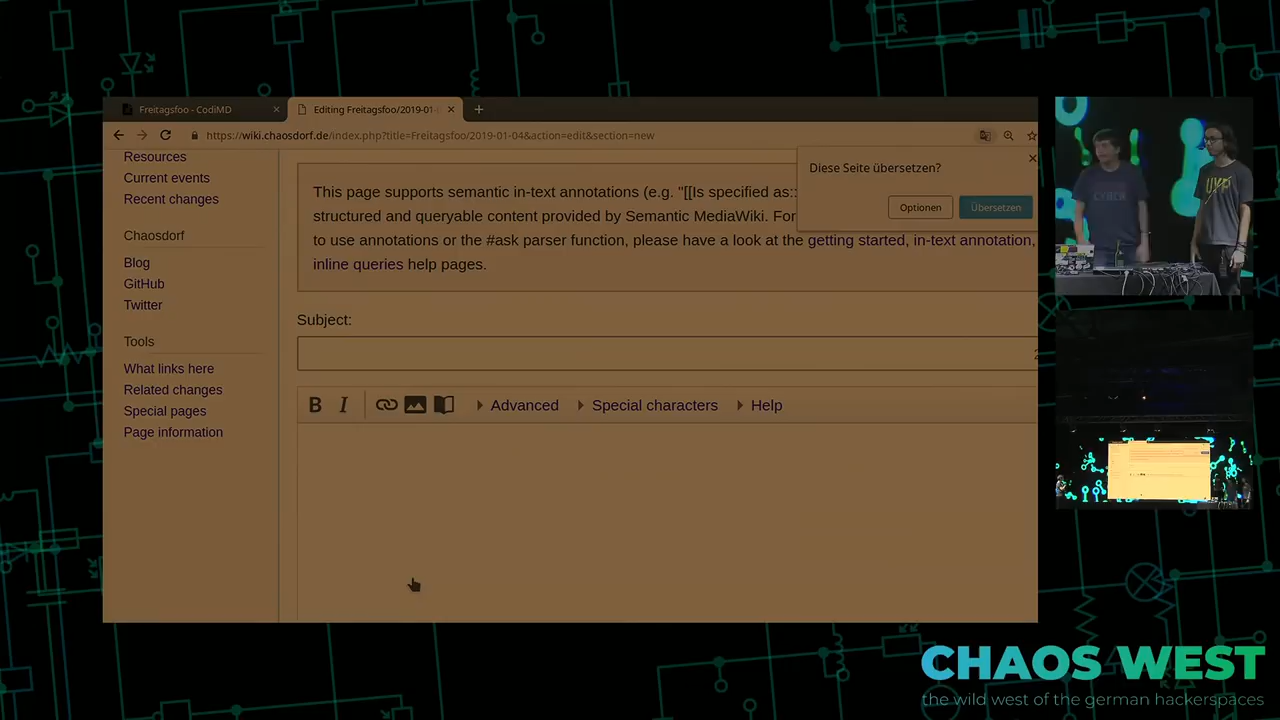 Freitagsfoo - CodiMD
Editing Freitagsfoo/2019-01-
https://wiki.chaosdorf.de/index.php?title=Freitagsfoo/2019-01-04&action=edit&section=new
Resources
Current events
Recent changes
Chaosdorf
Blog
GitHub
Twitter
Tools
What links here
Related changes
Special pages
Page information
This page supports semantic in-text annotations (e.g. "[[Is specified as::
structured and queryable content provided by Semantic MediaWiki. For
to use annotations or the #ask parser function, please have a look at the getting started, in-text annotation,
inline queries help pages.
Diese Seite übersetzen?
Optionen
Übersetzen
Subject:
B I Advanced Special characters Help
CHAOS WEST
the wild west of the german hackerspaces